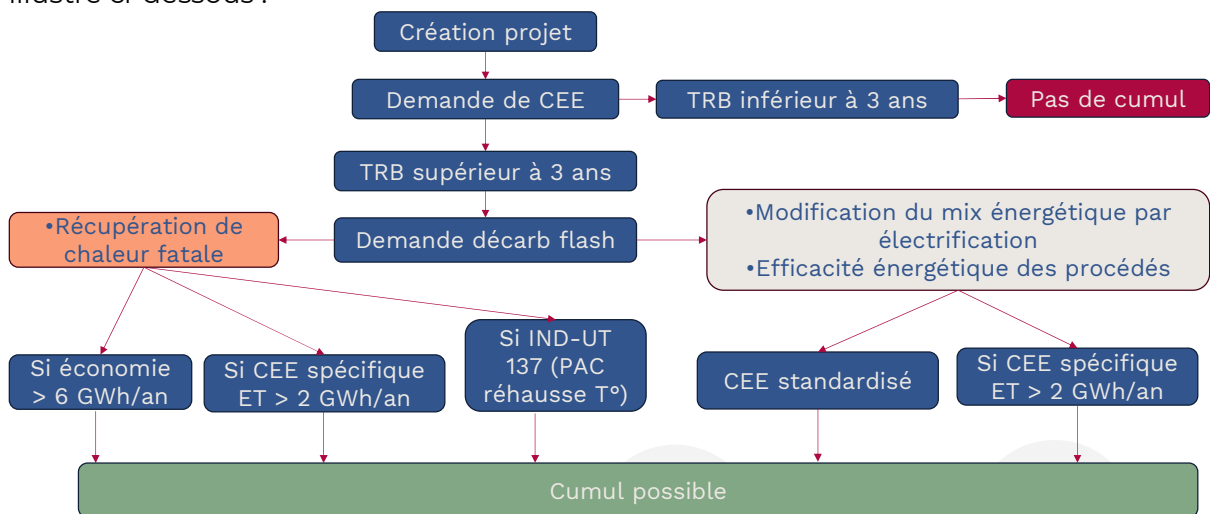 illustré ci-dessous :
Création projet
Demande de CEE
TRB inférieur à 3 ans
Pas de cumul
TRB supérieur à 3 ans
•Récupération de
chaleur fatale
Demande décarb flash
•Modification du mix énergétique par
électrification
•Efficacité énergétique des procédés
Si économie
> 6 GWh/an
Si CEE spécifique
ET > 2 GWh/an
Si IND-UT
137 (PAC
réhausse T°)
CEE standardisé
Si CEE spécifique
ET > 2 GWh/an
Cumul possible